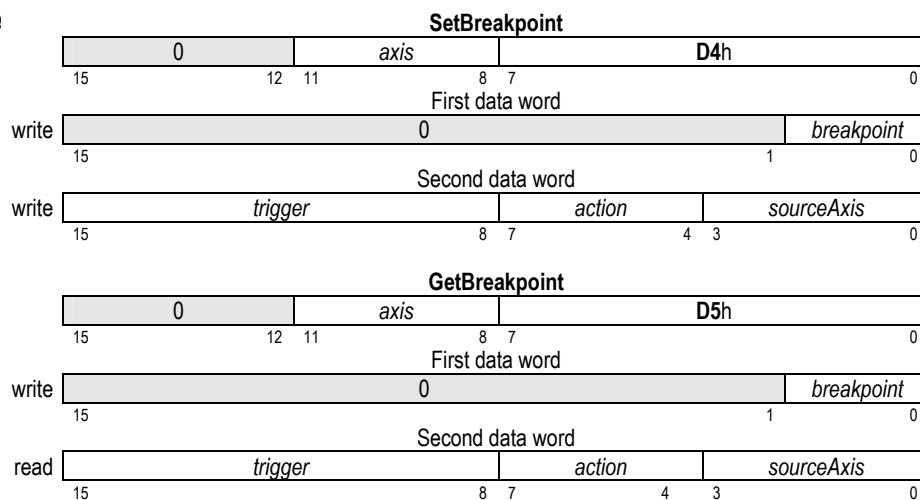 e
SetBreakpoint
0 axis D4h
15 12 11 8 7 0
First data word
write 0 breakpoint
15 1 0
Second data word
write trigger action sourceAxis
15 8 7 4 3 0
GetBreakpoint
0 axis D5h
15 12 11 8 7 0
First data word
write 0 breakpoint
15 1 0
Second data word
read trigger action sourceAxis
15 8 7 4 3 0